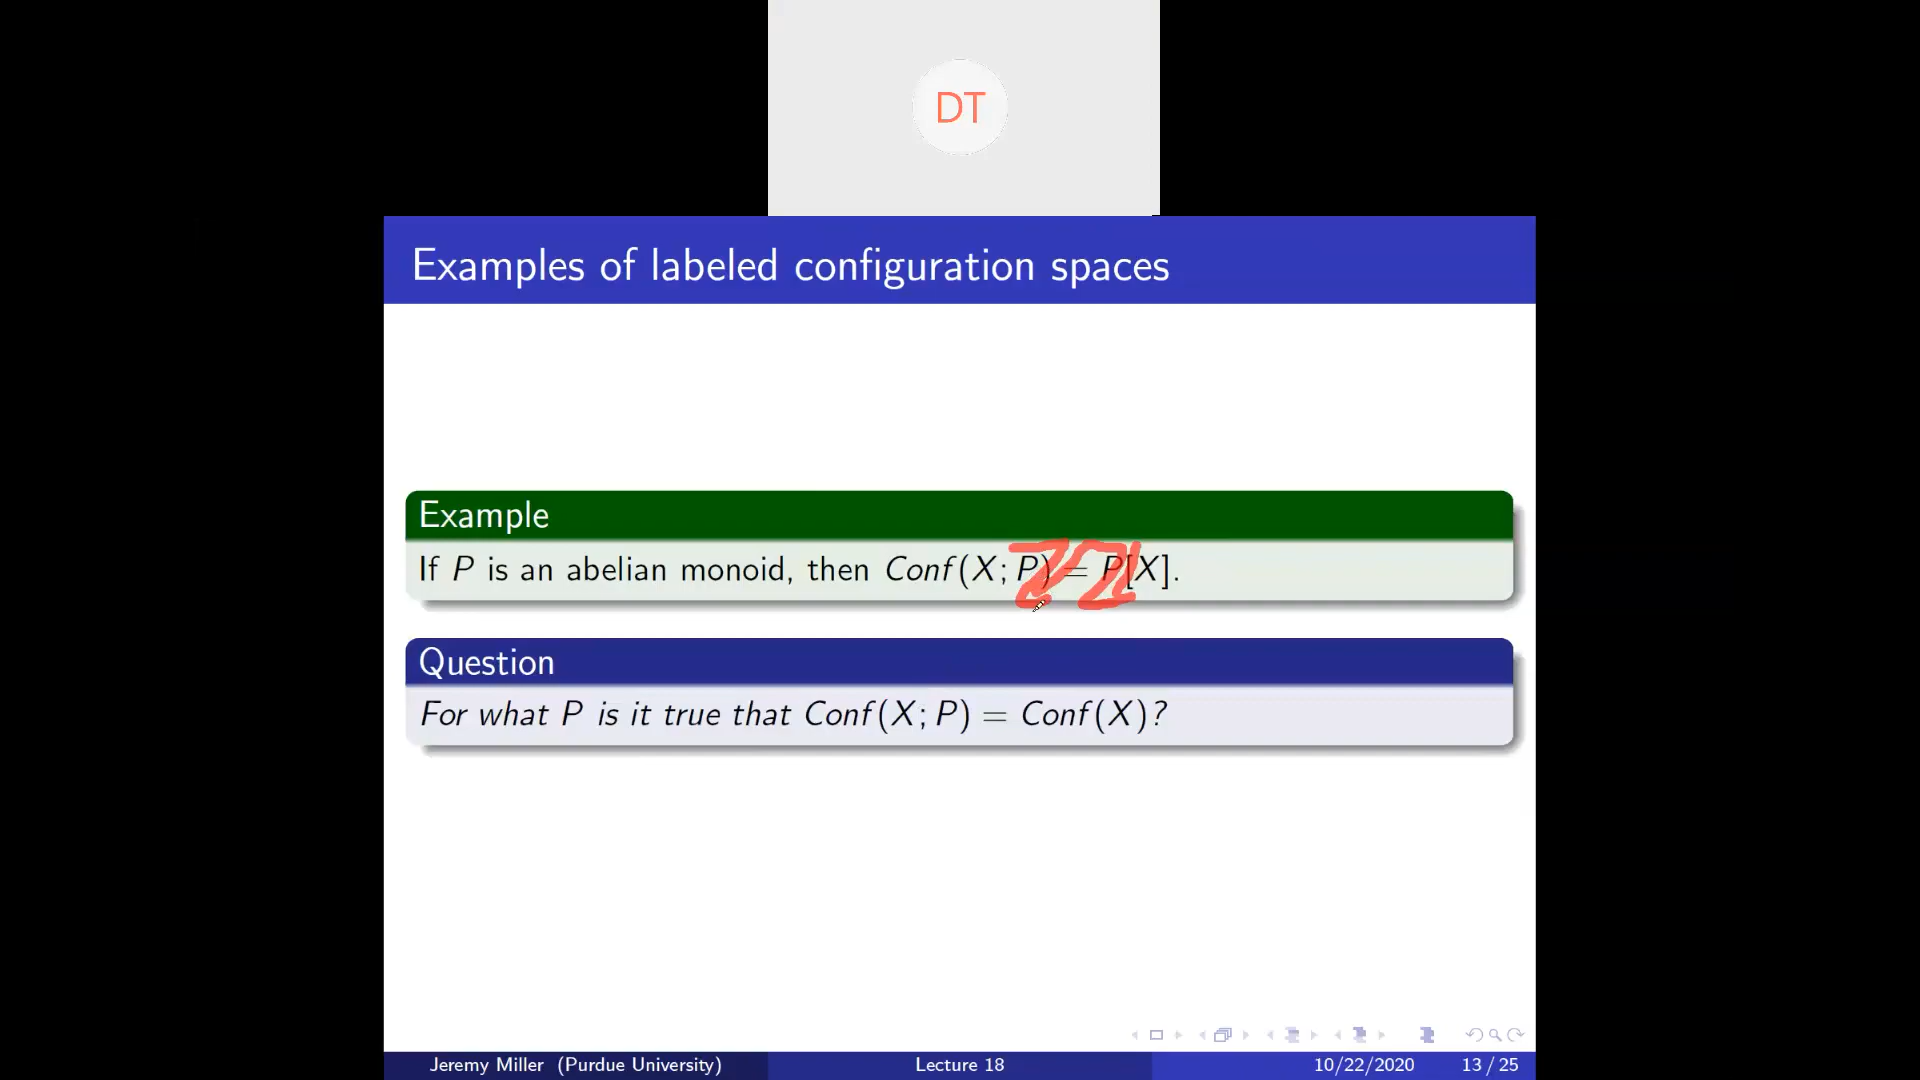 DT
Examples of labeled configuration spaces
Example
If P is an abelian monoid, then Conf(X; P) = P[X].
Question
For what P is it true that Conf(X; P) = Conf(X)?
Jeremy Miller (Purdue University) Lecture 18 10/22/2020 13 / 25